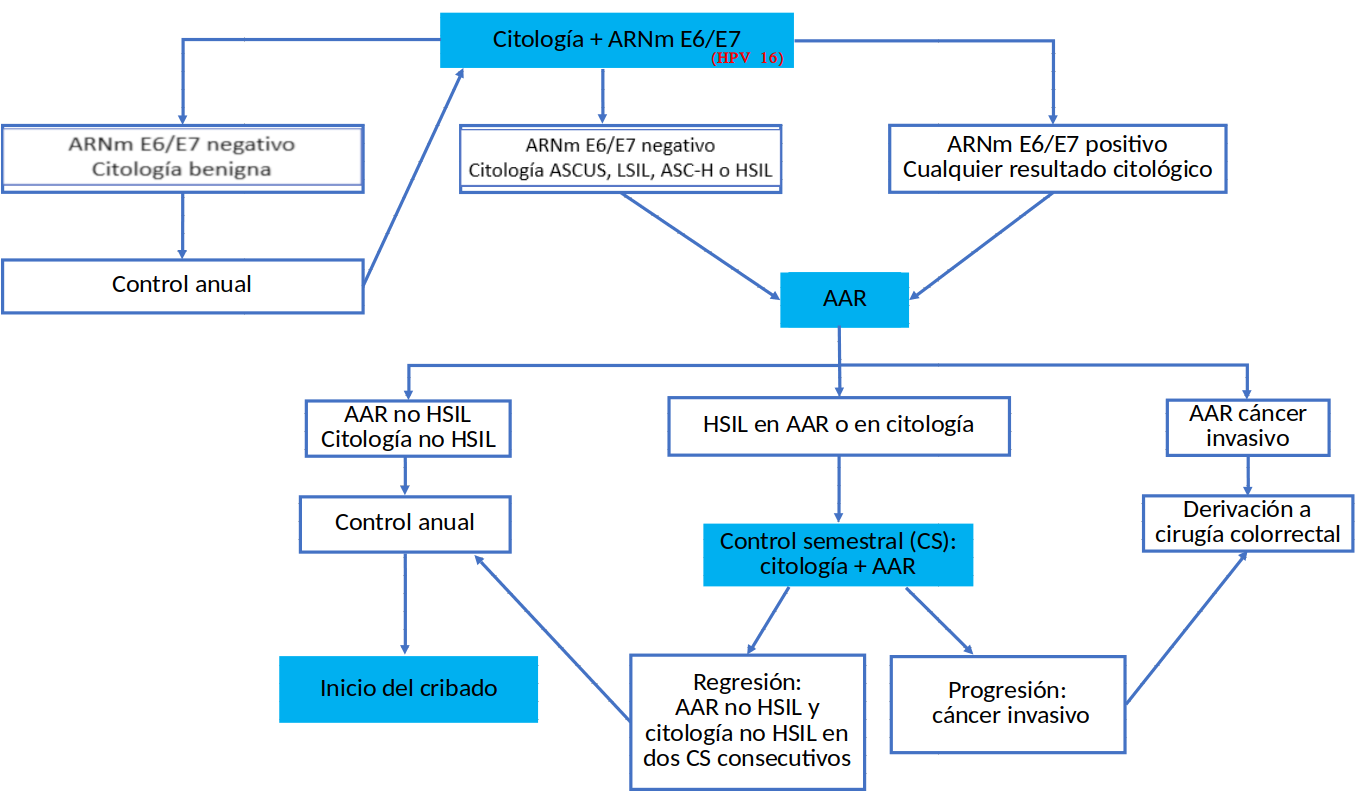 Citología + ARNm E6/E7
(HPV 16)
ARNm E6/E7 negativo
Citología benigna
ARNm E6/E7 negativo
Citología ASCUS, LSIL, ASC-H o HSIL
ARNm E6/E7 positivo
Cualquier resultado citológico
Control anual
AAR
AAR no HSIL
Citología no HSIL
HSIL en AAR o en citología
AAR cáncer
invasivo
Control anual
Control semestral (CS):
citología + AAR
Derivación a
cirugía colorrectal
Inicio del cribado
Regresión:
AAR no HSIL y
citología no HSIL en
dos CS consecutivos
Progresión:
cáncer invasivo